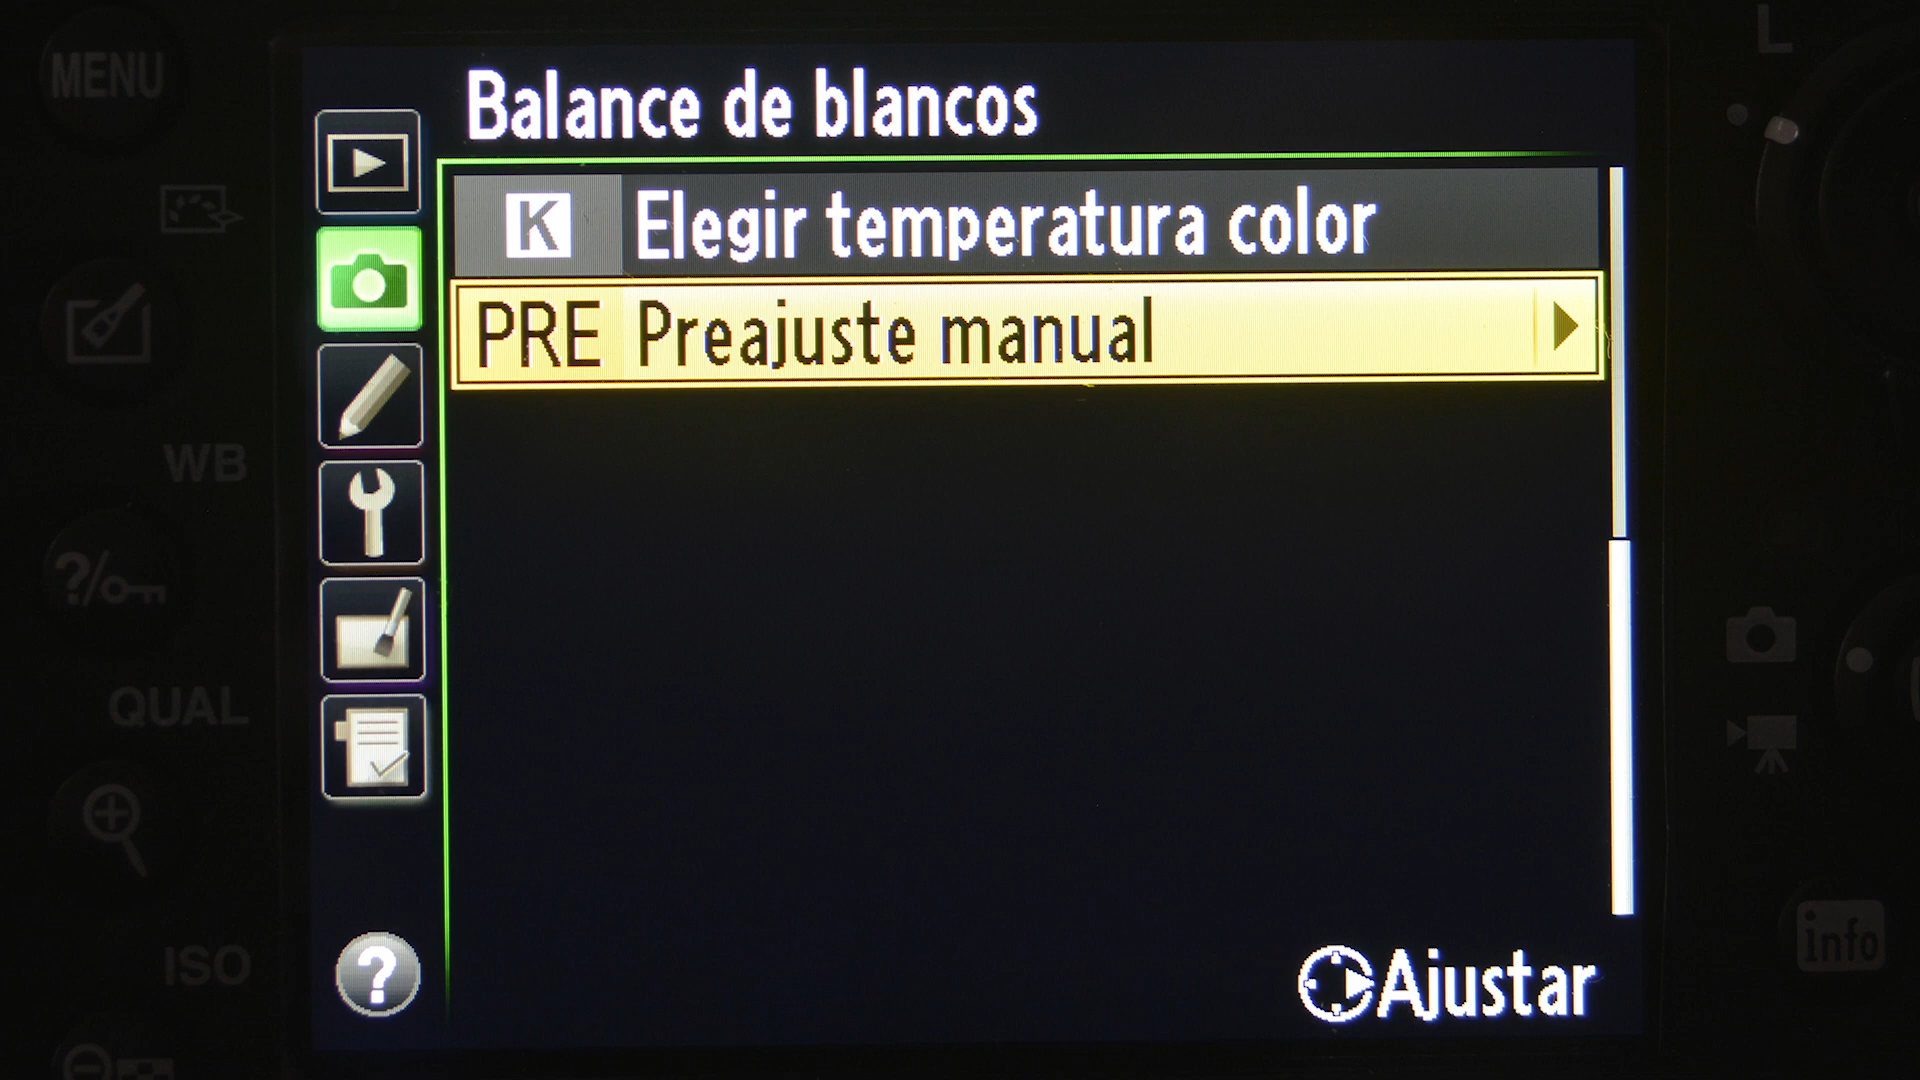 MENU
L
Balance de blancos
K Elegir temperatura color
PRE Preajuste manual
WB
?/
QUAL
info
ISO
?
Ajustar